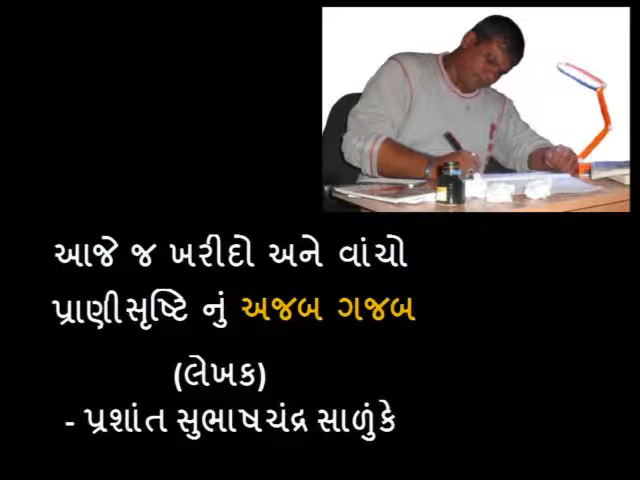 આજે જ ખરીદો અને વાંચો
પ્રાણીસૃષ્ટિ નું અજબ ગજબ
(લેખક)
- પ્રશાંત સુભાષચંદ્ર સાળુંકે